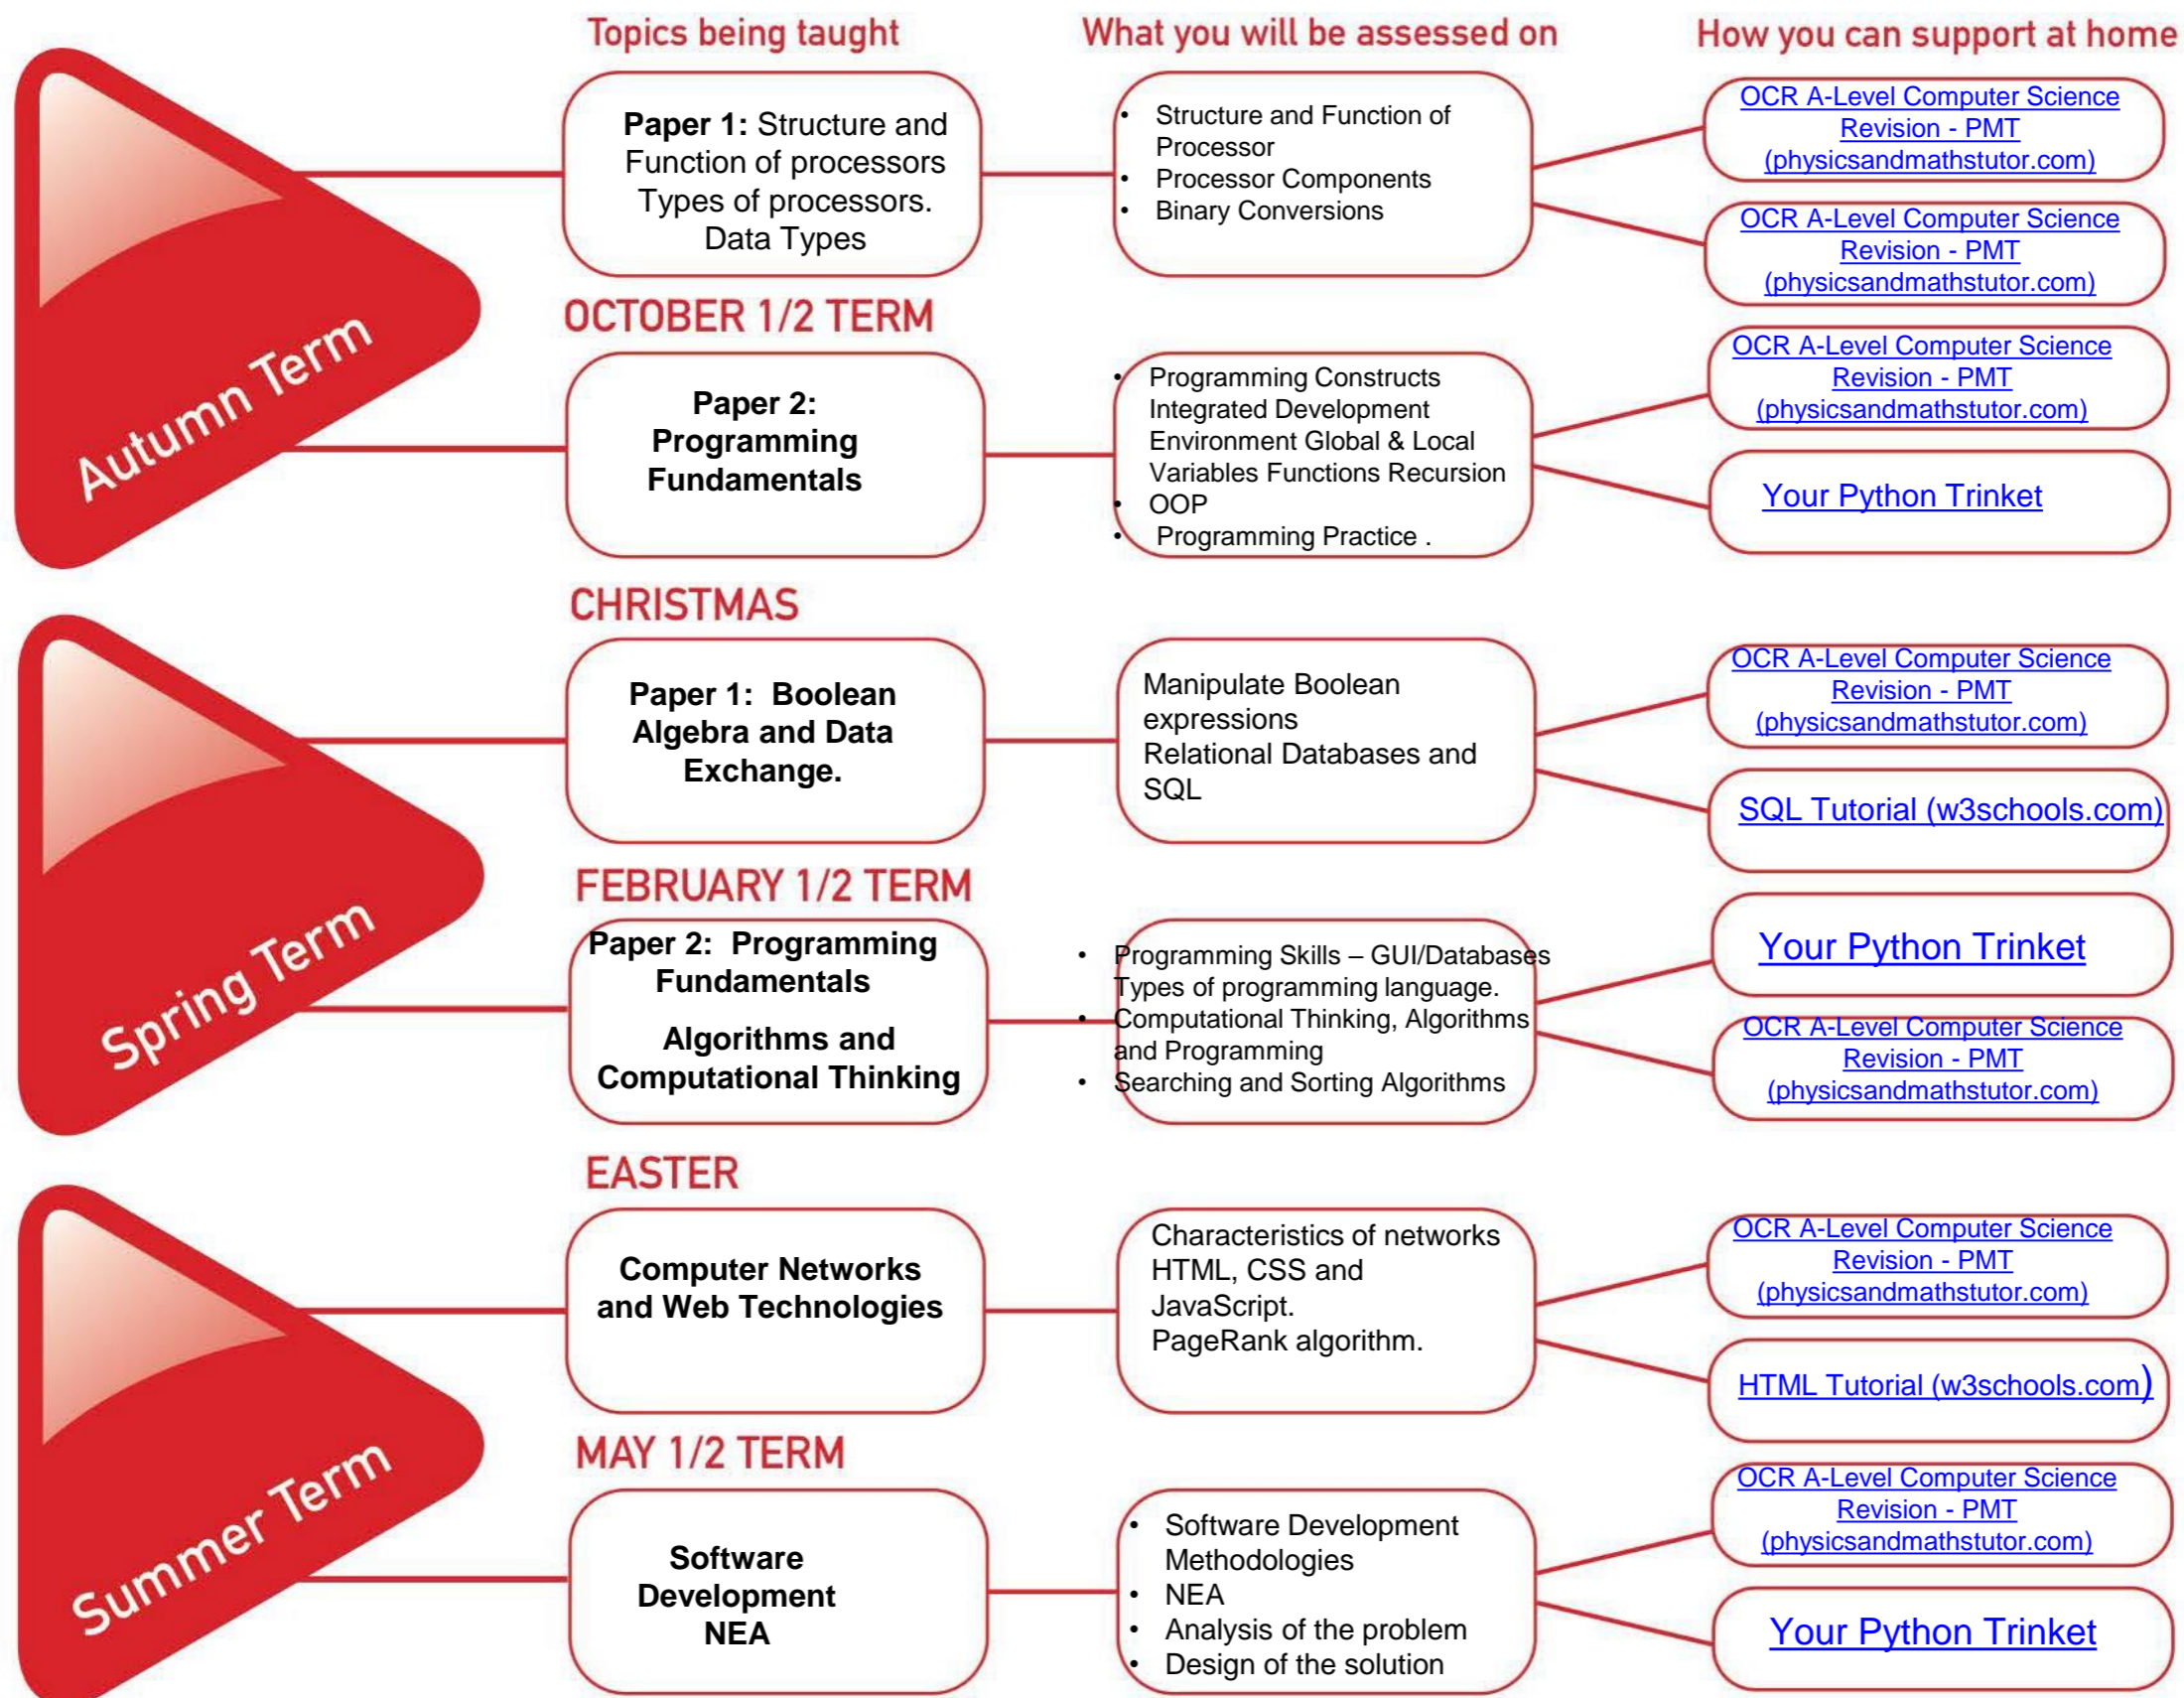 Topics being taught
What you will be assessed on
How you can support at home
Autumn Term
Paper 1: Structure and
Function of processors
Types of processors.
Data Types
• Structure and Function of
Processor
• Processor Components
• Binary Conversions
OCR A-Level Computer Science
Revision - PMT
(physicsandmathstutor.com)
OCR A-Level Computer Science
Revision - PMT
(physicsandmathstutor.com)
OCTOBER 1/2 TERM
Paper 2:
Programming
Fundamentals
• Programming Constructs
Integrated Development
Environment Global & Local
Variables Functions Recursion
• OOP
• Programming Practice .
OCR A-Level Computer Science
Revision - PMT
(physicsandmathstutor.com)
Your Python Trinket
CHRISTMAS
Spring Term
Paper 1: Boolean
Algebra and Data
Exchange.
Manipulate Boolean
expressions
Relational Databases and
SQL
OCR A-Level Computer Science
Revision - PMT
(physicsandmathstutor.com)
SQL Tutorial (w3schools.com)
FEBRUARY 1/2 TERM
Paper 2: Programming
Fundamentals
Algorithms and
Computational Thinking
• Programming Skills – GUI/Databases
Types of programming language.
• Computational Thinking, Algorithms
and Programming
• Searching and Sorting Algorithms
Your Python Trinket
OCR A-Level Computer Science
Revision - PMT
(physicsandmathstutor.com)
EASTER
Summer Term
Computer Networks
and Web Technologies
Characteristics of networks
HTML, CSS and
JavaScript.
PageRank algorithm.
OCR A-Level Computer Science
Revision - PMT
(physicsandmathstutor.com)
HTML Tutorial (w3schools.com)
MAY 1/2 TERM
Software
Development
NEA
• Software Development
Methodologies
• NEA
• Analysis of the problem
• Design of the solution
OCR A-Level Computer Science
Revision - PMT
(physicsandmathstutor.com)
Your Python Trinket